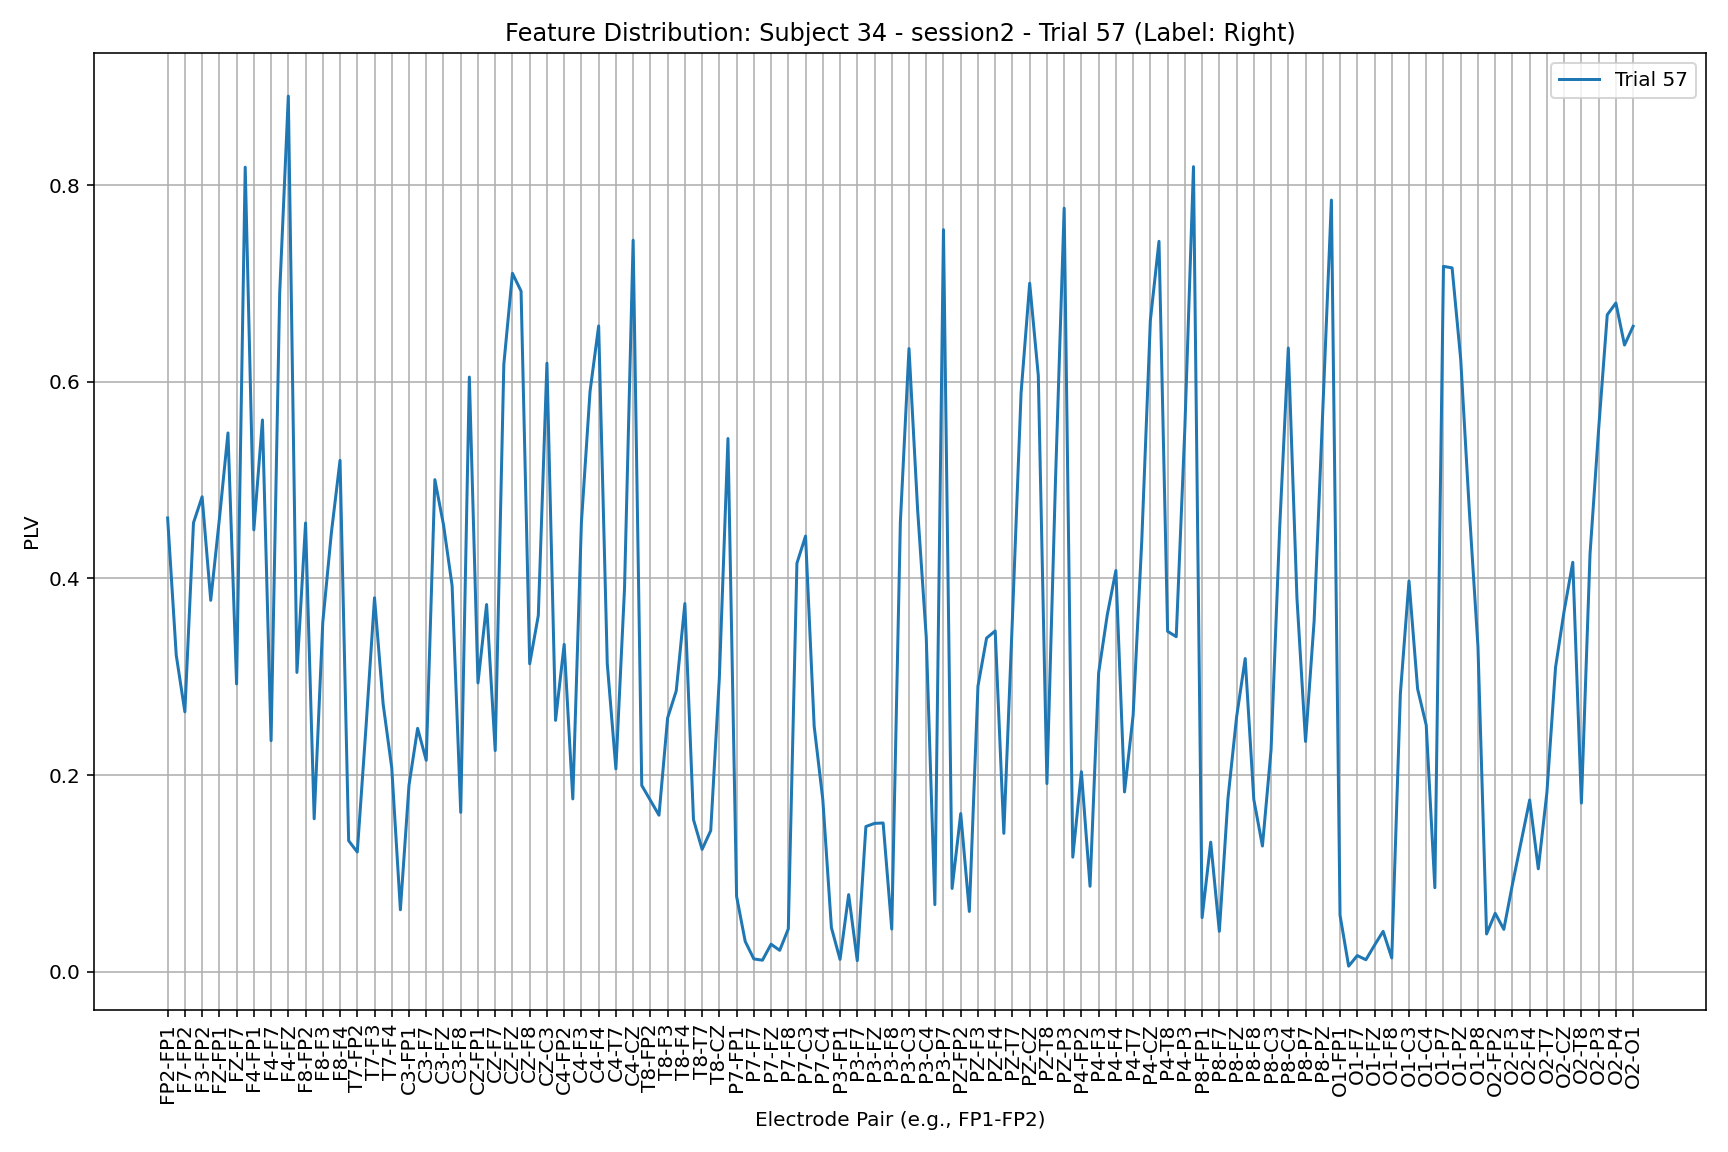 Feature Distribution: Subject 34 - session2 - Trial 57 (Label: Right)
Trial 57
PLV
0.8
0.6
0.4
0.2
0.0
FP2-FP1
F7-FP2
F3-FP2
FZ-FP1
FZ-F7
F4-FP1
F4-F7
F4-FZ
F8-FP2
F8-F3
F8-F4
T7-FP2
T7-F3
T7-F4
C3-FP1
C3-F7
C3-FZ
C3-F8
CZ-FP1
CZ-F7
CZ-FZ
CZ-F8
CZ-C3
C4-FP2
C4-F3
C4-F4
C4-T7
C4-CZ
T8-FP2
T8-F3
T8-F4
T8-T7
T8-CZ
P7-FP1
P7-F7
P7-FZ
P7-F8
P7-C3
P7-C4
P3-FP1
P3-F7
P3-FZ
P3-F8
P3-C3
P3-C4
P3-P7
PZ-FP2
PZ-F3
PZ-F4
PZ-T7
PZ-CZ
PZ-T8
PZ-P3
P4-FP2
P4-F3
P4-F4
P4-T7
P4-CZ
P4-T8
P4-P3
P8-FP1
P8-F7
P8-FZ
P8-F8
P8-C3
P8-C4
P8-P7
P8-PZ
O1-FP1
O1-F7
O1-FZ
O1-F8
O1-C3
O1-C4
O1-P7
O1-PZ
O1-P8
O2-FP2
O2-F3
O2-F4
O2-T7
O2-CZ
O2-T8
O2-P3
O2-P4
O2-O1
Electrode Pair (e.g., FP1-FP2)